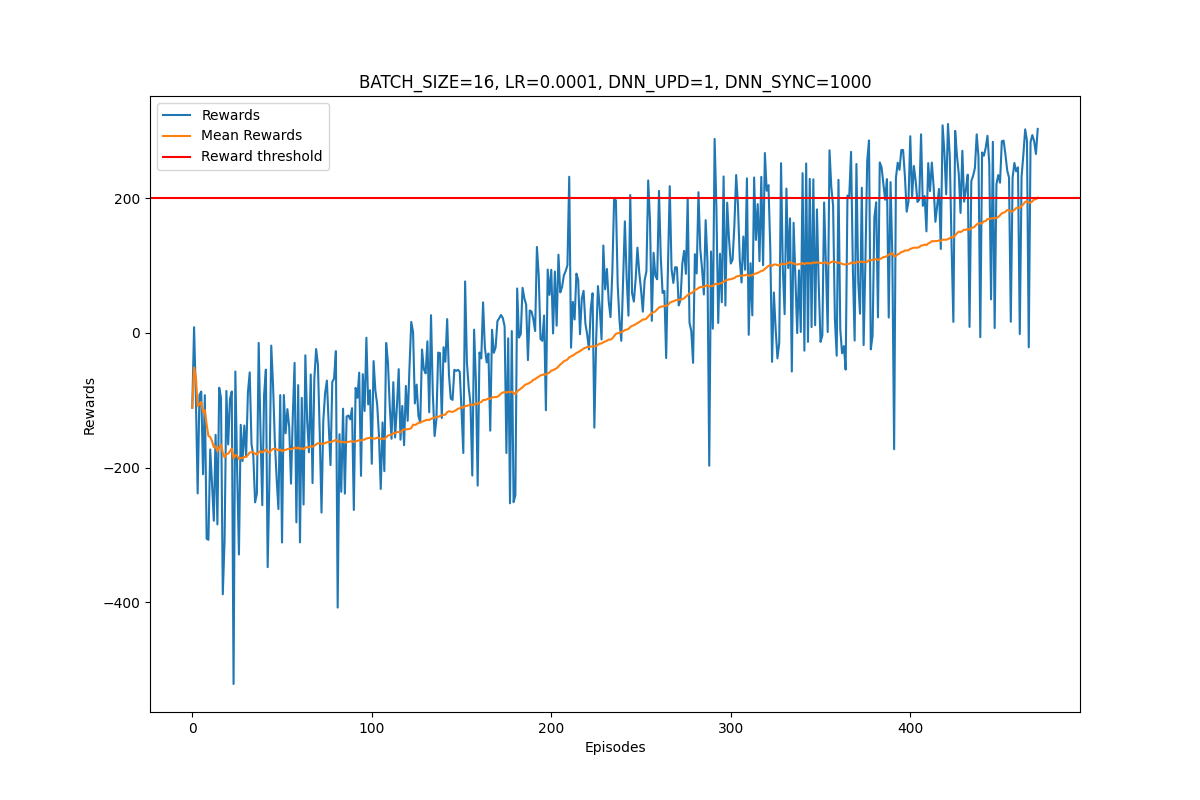 BATCH_SIZE=16, LR=0.0001, DNN_UPD=1, DNN_SYNC=1000
Rewards
Mean Rewards
Reward threshold
200
0
−200
−400
Rewards
0
100
200
300
400
Episodes